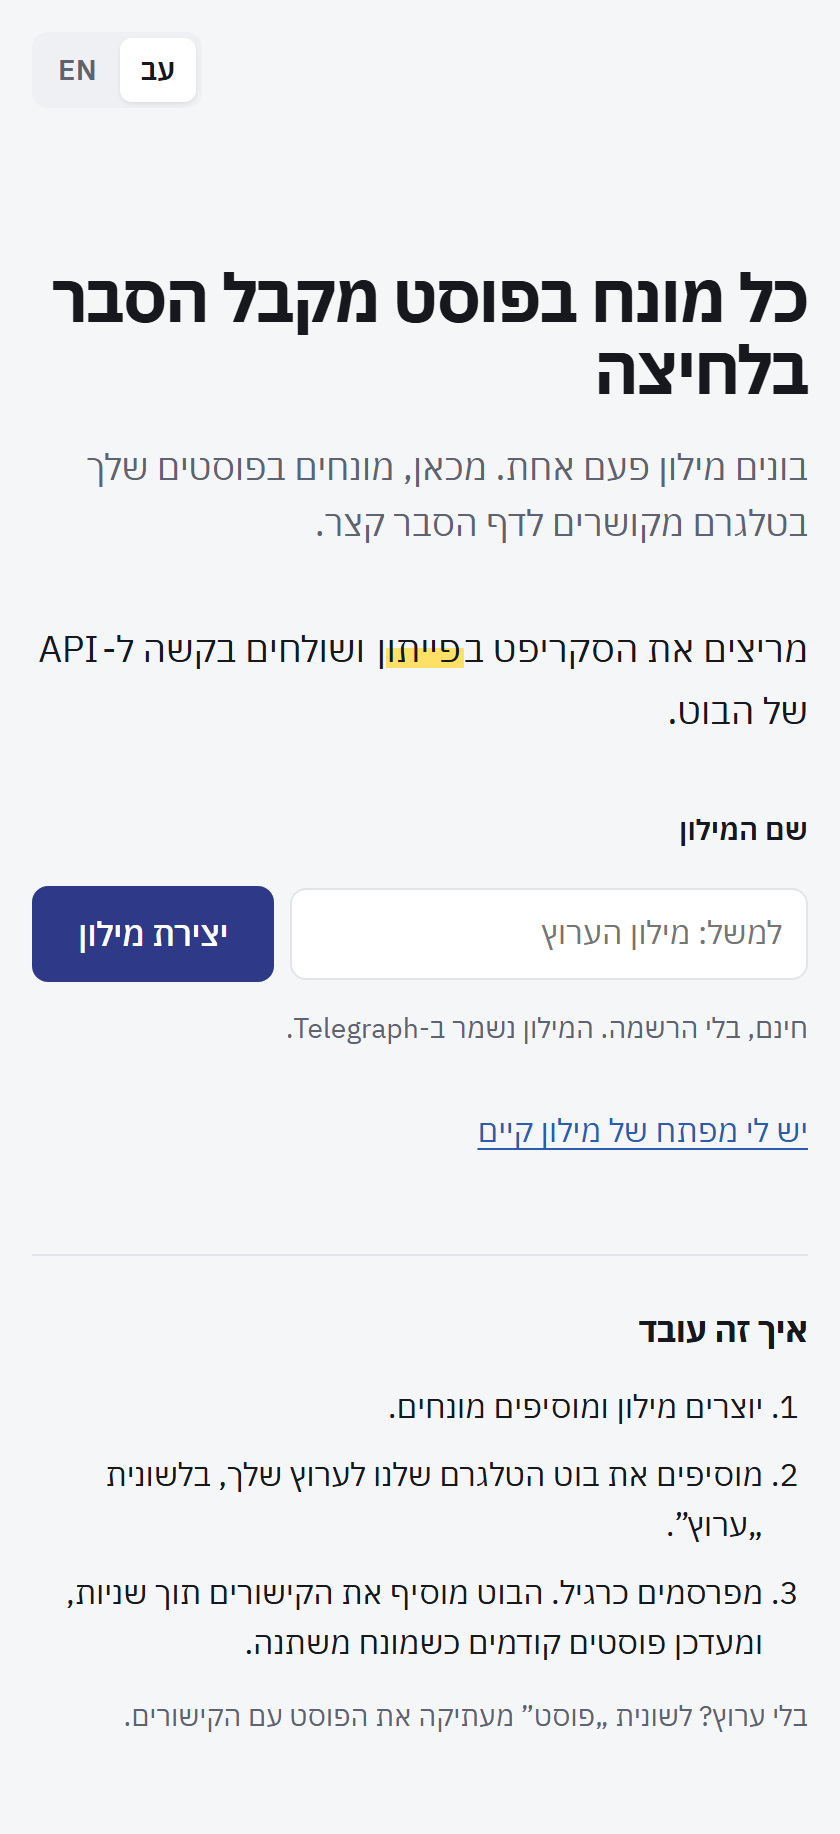 עב
EN
כל מונח בפוסט מקבל הסבר
בלחיצה
בונים מילון פעם אחת. מכאן, מונחים בפוסטים שלך
בטלגרם מקושרים לדף הסבר קצר.
מריצים את הסקריפט בפייתון ושולחים בקשה ל-API
של הבוט.
שם המילון
למשל: מילון הערוץ
יצירת מילון
חינם, בלי הרשמה. המילון נשמר ב-Telegraph.
יש לי מפתח של מילון קיים
איך זה עובד
1. יוצרים מילון ומוסיפים מונחים.
2. מוסיפים את בוט הטלגרם שלנו לערוץ שלך, בלשונית
„ערוץ”.
3. מפרסמים כרגיל. הבוט מוסיף את הקישורים תוך שניות,
ומעדכן פוסטים קודמים כשמונח משתנה.
בלי ערוץ? לשונית „פוסט” מעתיקה את הפוסט עם הקישורים.